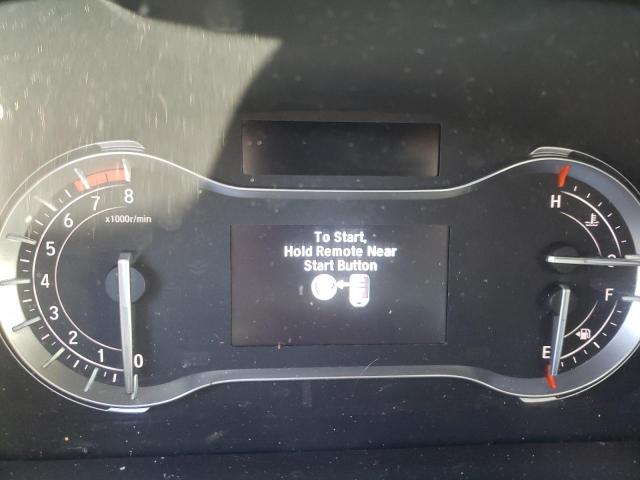 To Start,
Hold Remote Near
Start Button
8
7
6
5
4
3
2
1
0
x1000r/min
H
C
F
E